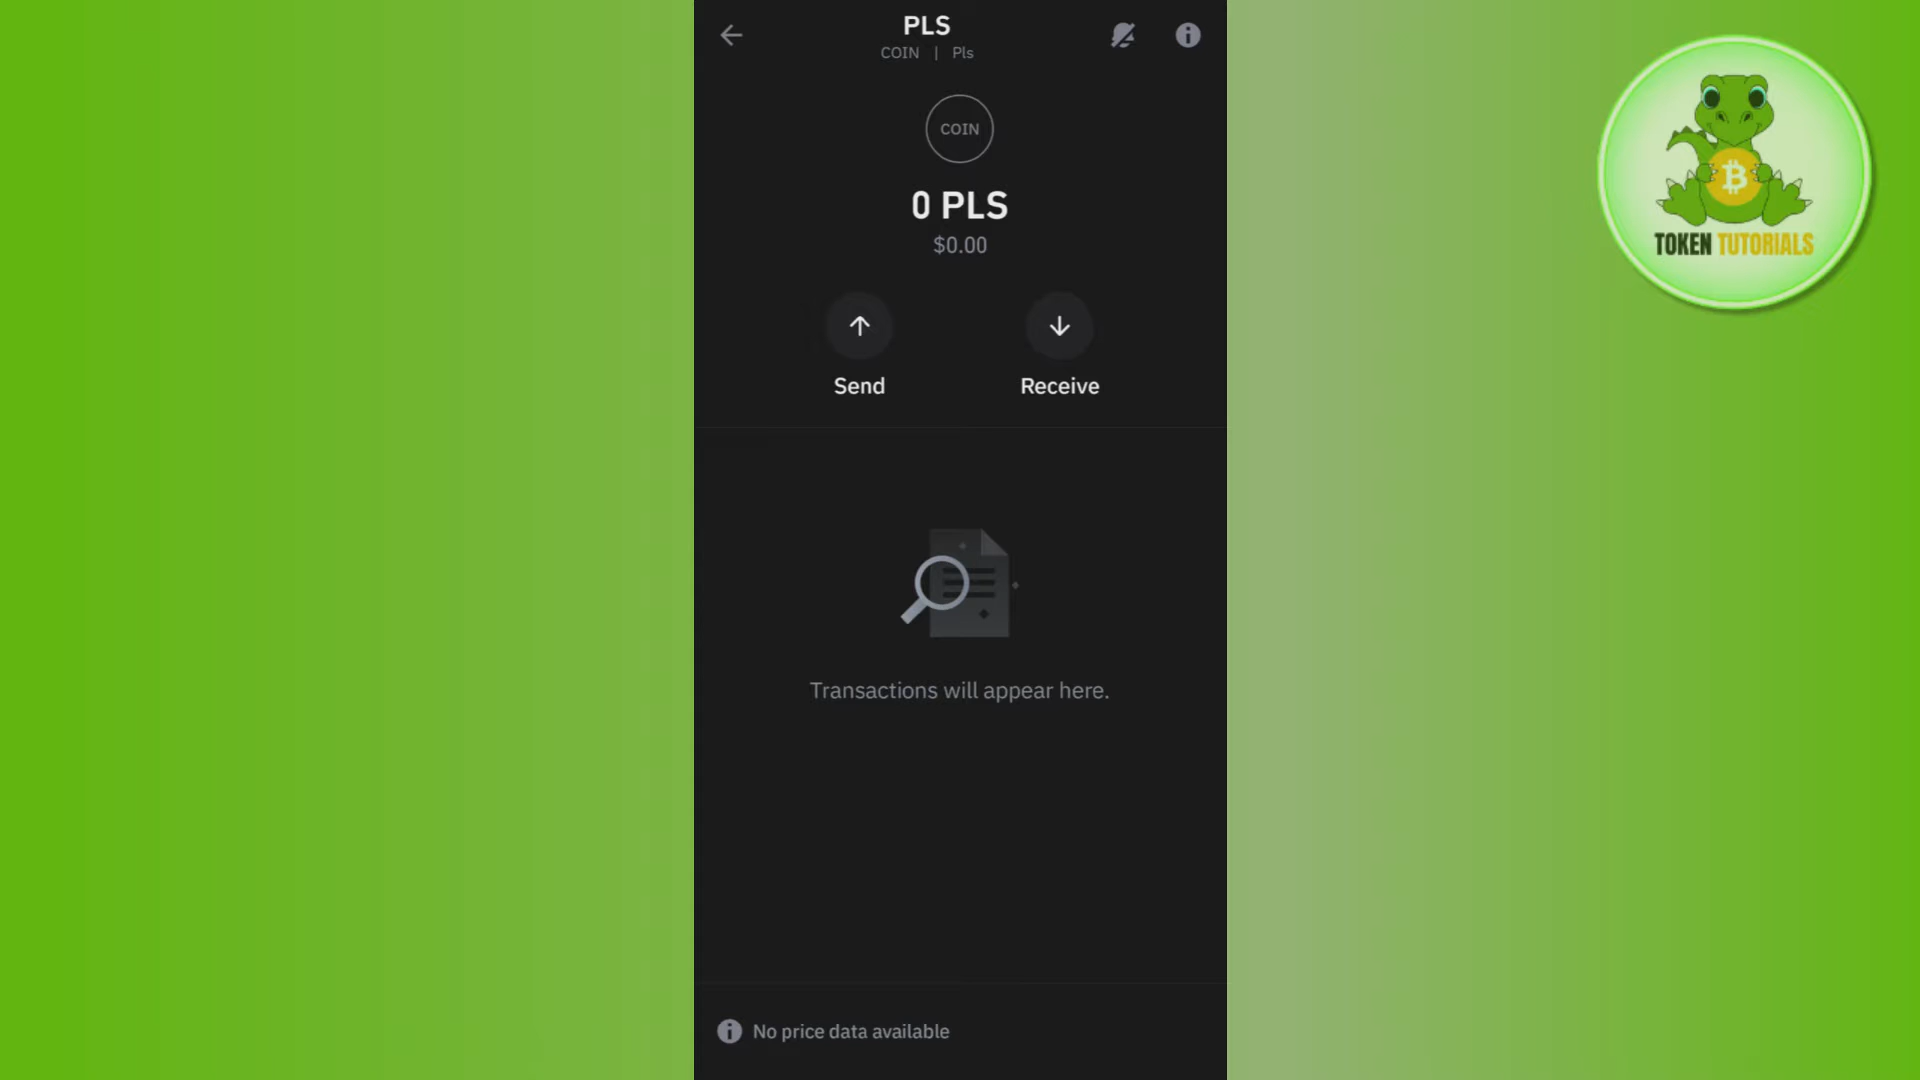 PLS
COIN | Pls
COIN
0 PLS
$0.00
Send
Receive
Transactions will appear here.
No price data available
TOKEN TUTORIALS